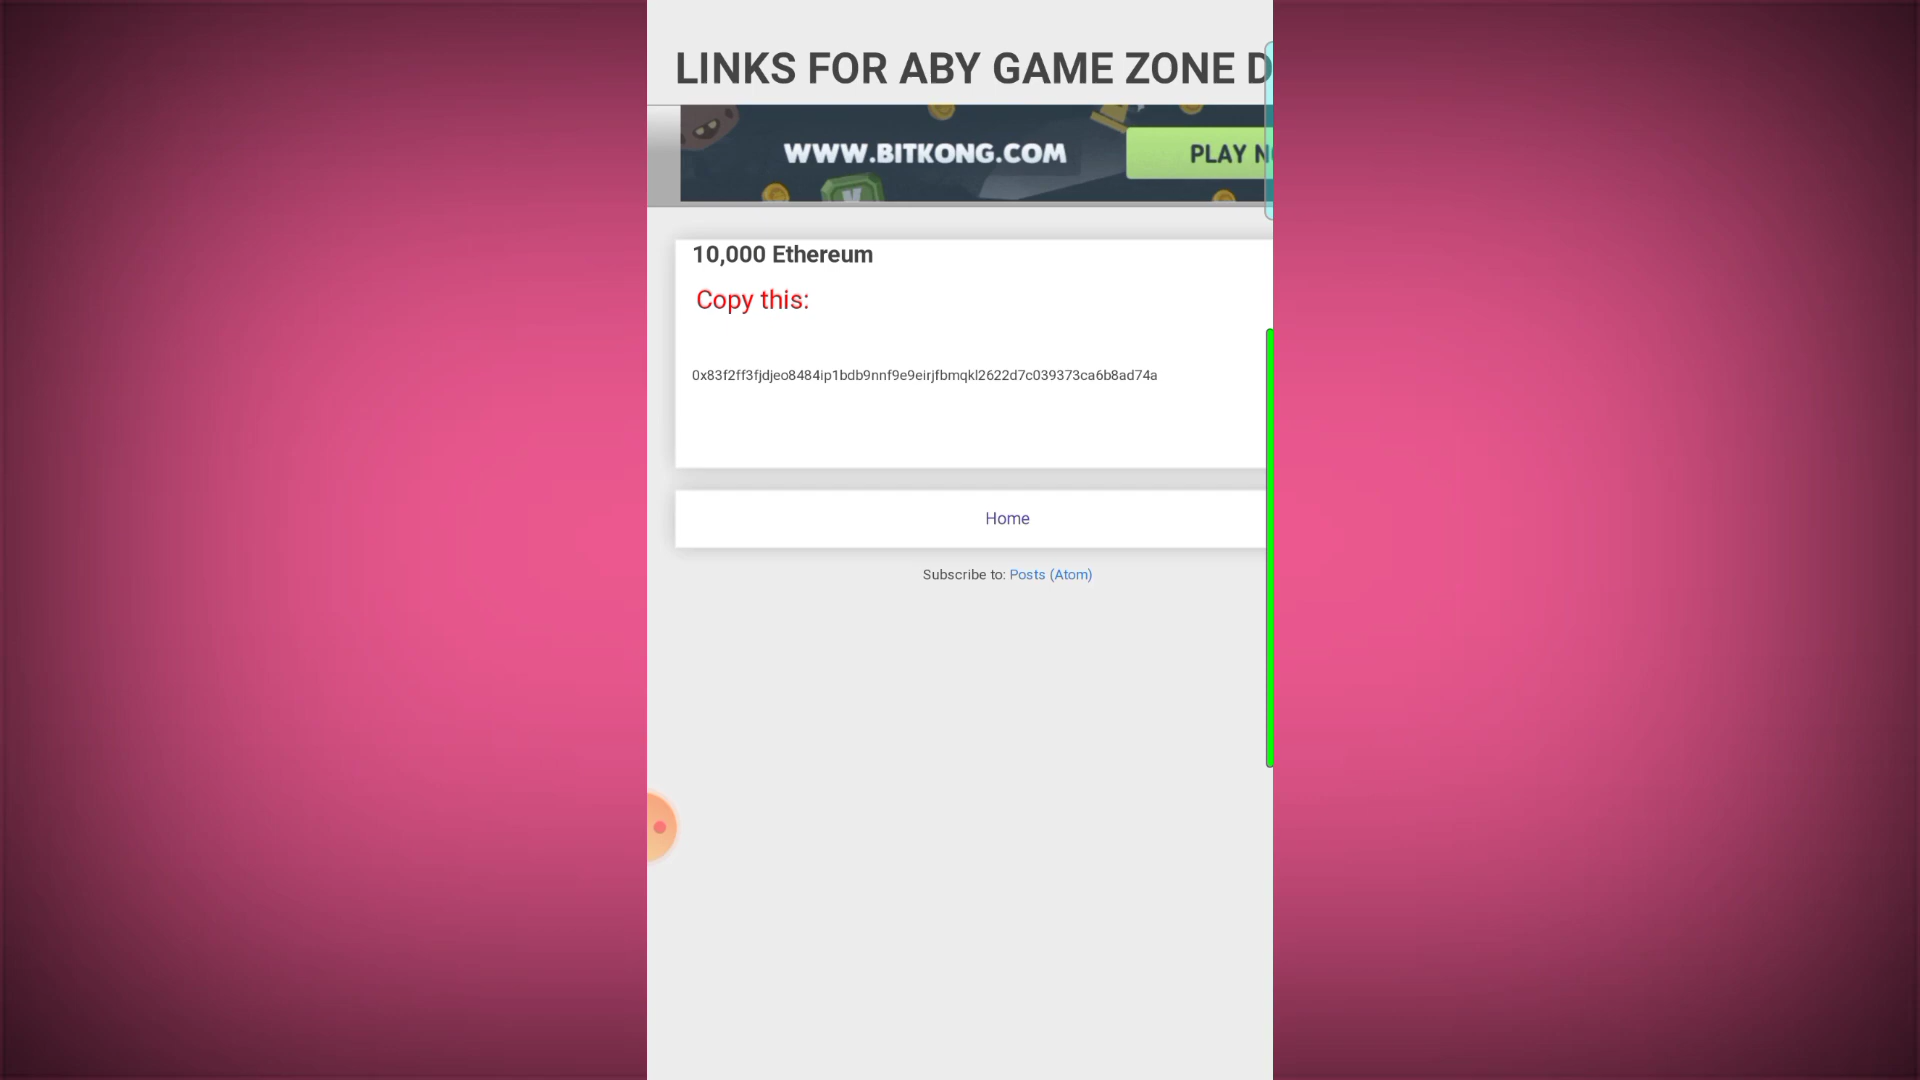 LINKS FOR ABY GAME ZONE D
WWW.BITKONG.COM
PLAY N
10,000 Ethereum
Copy this:
0x83f2ff3fjdjeo8484ip1bdb9nnf9e9eirjfbmqkl2622d7c039373ca6b8ad74a
Home
Subscribe to: Posts (Atom)